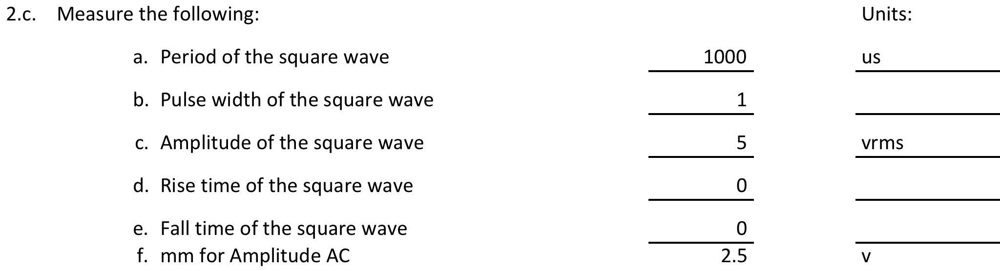 2.c. Measure the following: Units:
a. Period of the square wave 1000 us
b. Pulse width of the square wave 1
c. Amplitude of the square wave 5 vrms
d. Rise time of the square wave 0
e. Fall time of the square wave 0
f. mm for Amplitude AC 2.5 v